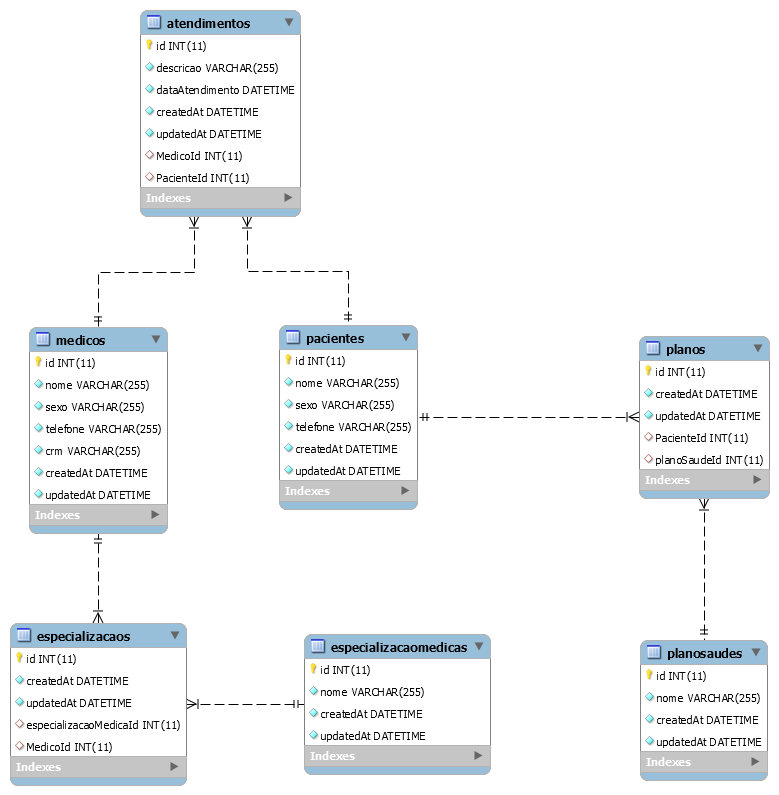 atendimentos
id INT(11)
descricao VARCHAR(255)
dataAtendimento DATETIME
createdAt DATETIME
updatedAt DATETIME
MedicoId INT(11)
PacienteId INT(11)
Indexes
medicos
id INT(11)
nome VARCHAR(255)
sexo VARCHAR(255)
telefone VARCHAR(255)
crm VARCHAR(255)
createdAt DATETIME
updatedAt DATETIME
Indexes
pacientes
id INT(11)
nome VARCHAR(255)
sexo VARCHAR(255)
telefone VARCHAR(255)
createdAt DATETIME
updatedAt DATETIME
Indexes
planos
id INT(11)
createdAt DATETIME
updatedAt DATETIME
PacienteId INT(11)
planoSaudeId INT(11)
Indexes
especializacaos
id INT(11)
createdAt DATETIME
updatedAt DATETIME
especializacaoMedicaId INT(11)
MedicoId INT(11)
Indexes
especializacaomedicas
id INT(11)
nome VARCHAR(255)
createdAt DATETIME
updatedAt DATETIME
Indexes
planosaudes
id INT(11)
nome VARCHAR(255)
createdAt DATETIME
updatedAt DATETIME
Indexes